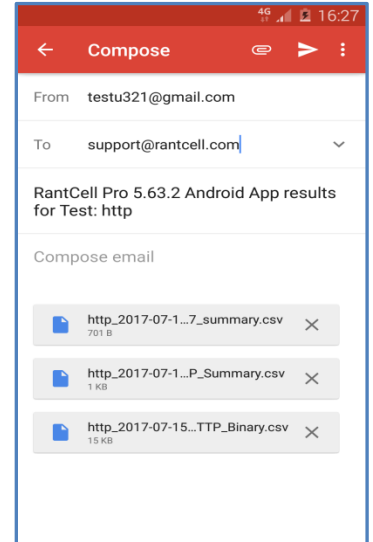 4G 16:27
Compose
From testu321@gmail.com
To support@rantcell.com
RantCell Pro 5.63.2 Android App results
for Test: http
Compose email
http_2017-07-1...7_summary.csv
701 B
http_2017-07-1...P_Summary.csv
1 KB
http_2017-07-15...TTP_Binary.csv
15 KB